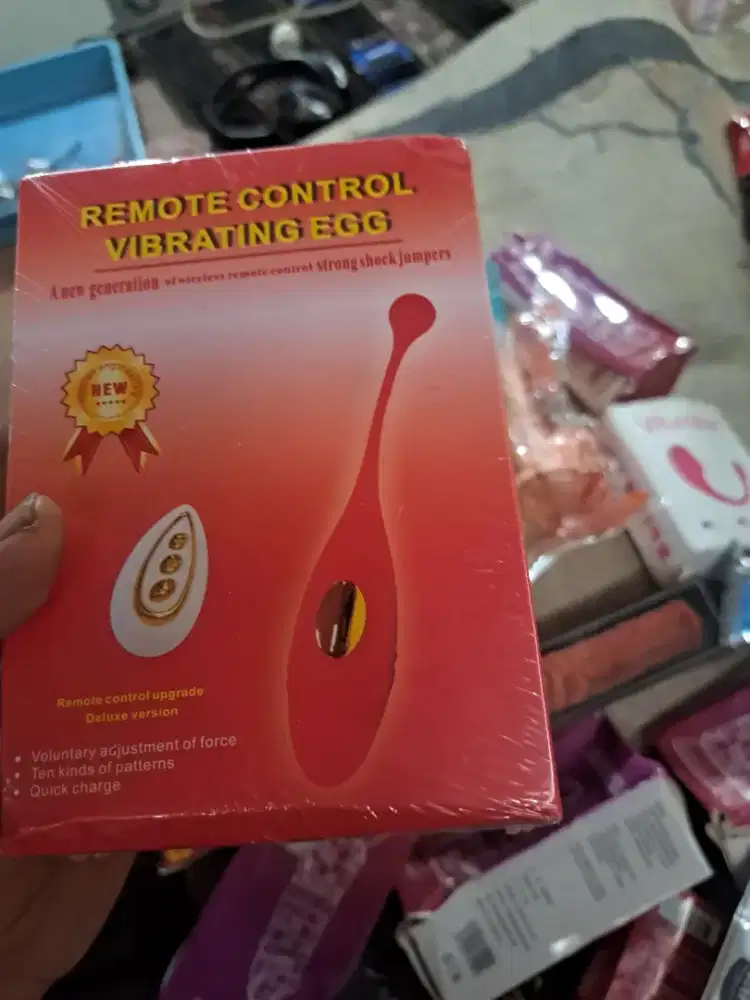 REMOTE CONTROL
VIBRATING EGG
A new generation of wireless remote control strong shock jumpers
NEW
Remote control upgrade
Deluxe version
• Voluntary adjustment of force
• Ten kinds of patterns
• Quick charge